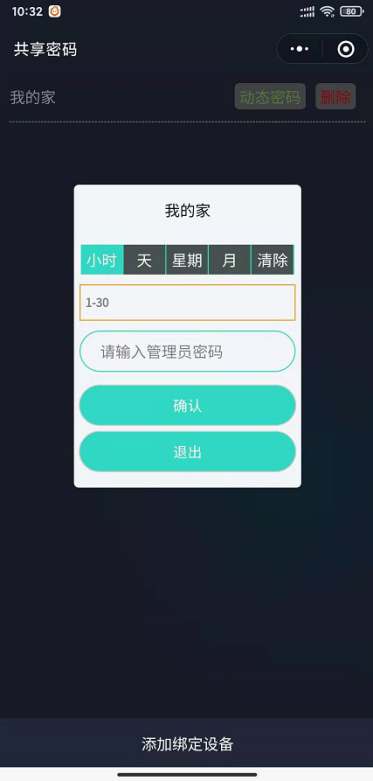 10:32
80
共享密码
我的家
动态密码 删除
我的家
小时 天 星期 月 清除
1-30
请输入管理员密码
确认
退出
添加绑定设备